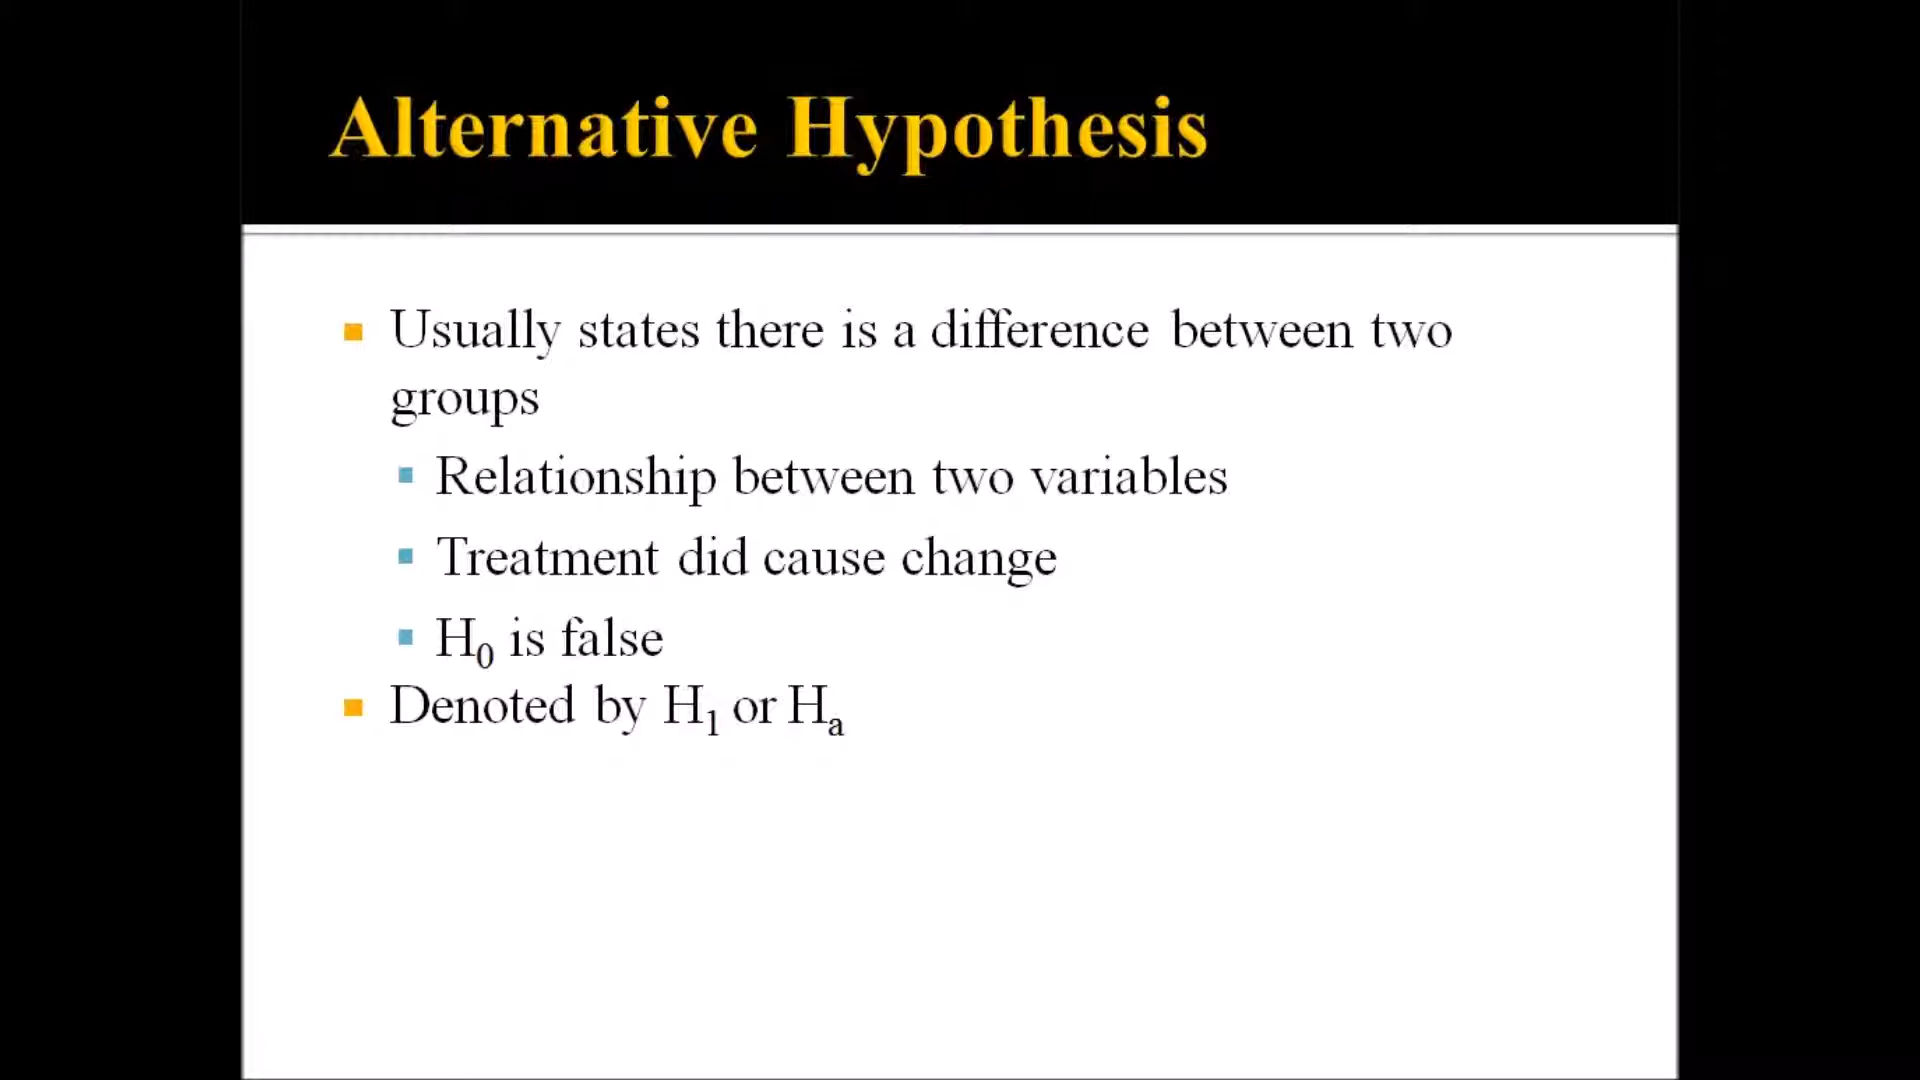 Alternative Hypothesis
Usually states there is a difference between two
groups
Relationship between two variables
Treatment did cause change
H₀ is false
Denoted by H₁ or Hₐ